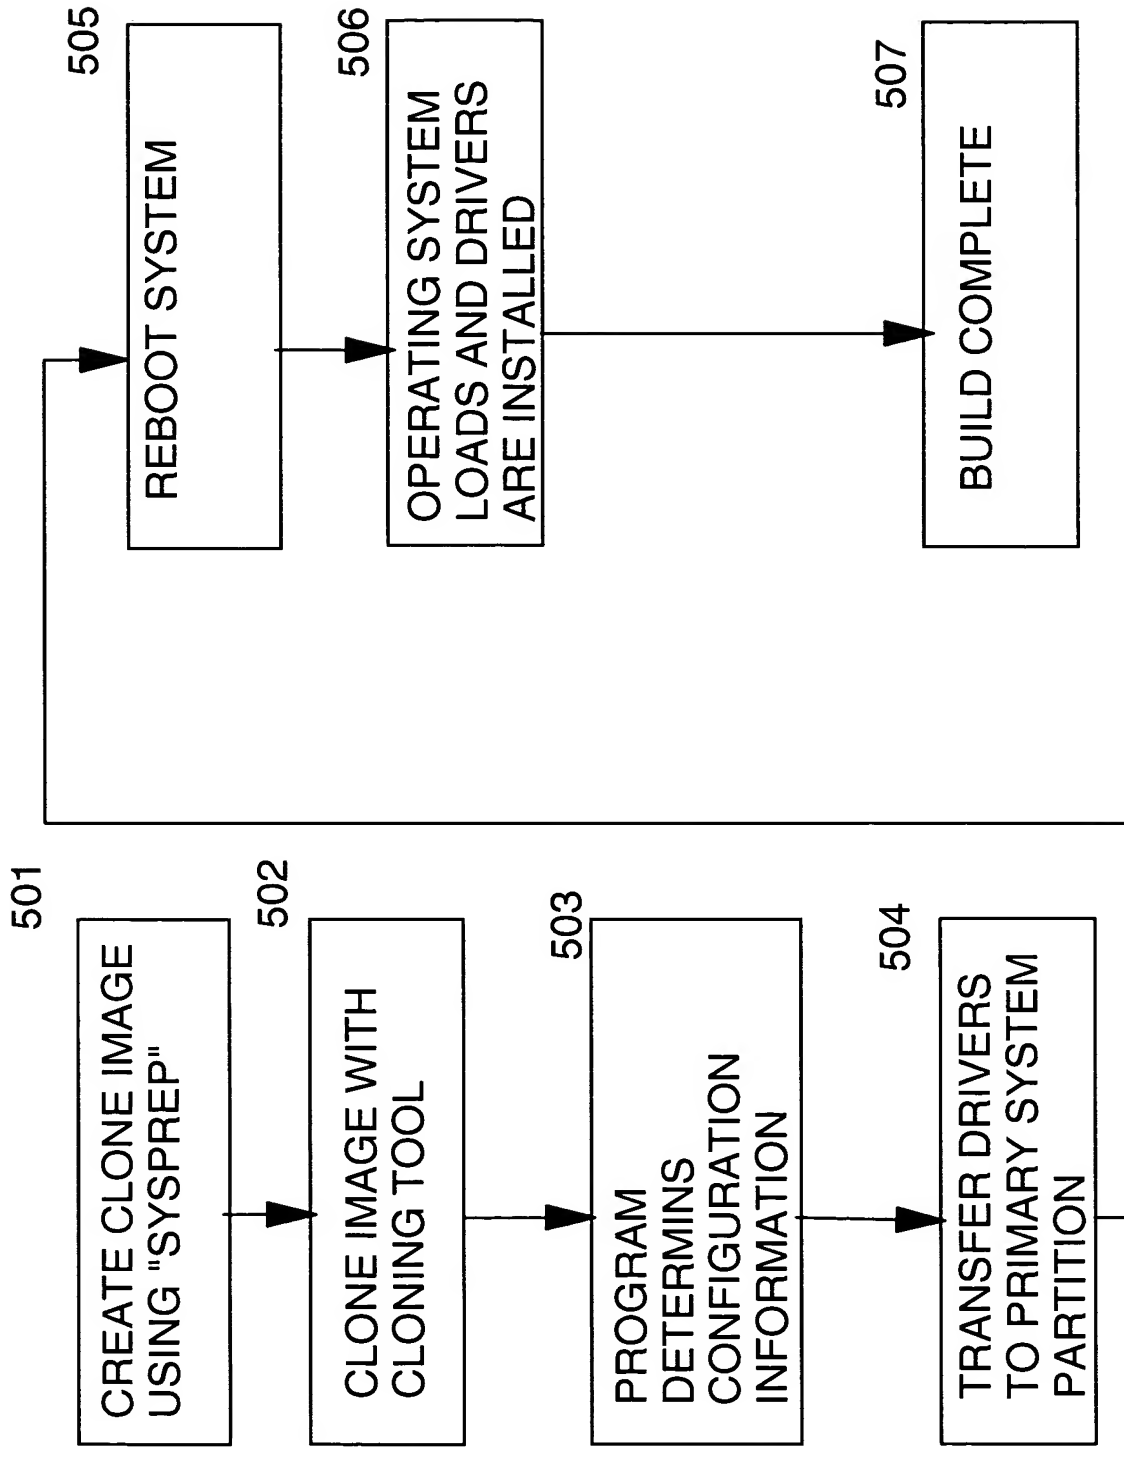 501
CREATE CLONE IMAGE
USING "SYSPREP"
502
CLONE IMAGE WITH
CLONING TOOL
503
PROGRAM
DETERMINS
CONFIGURATION
INFORMATION
504
TRANSFER DRIVERS
TO PRIMARY SYSTEM
PARTITION
505
REBOOT SYSTEM
506
OPERATING SYSTEM
LOADS AND DRIVERS
ARE INSTALLED
507
BUILD COMPLETE